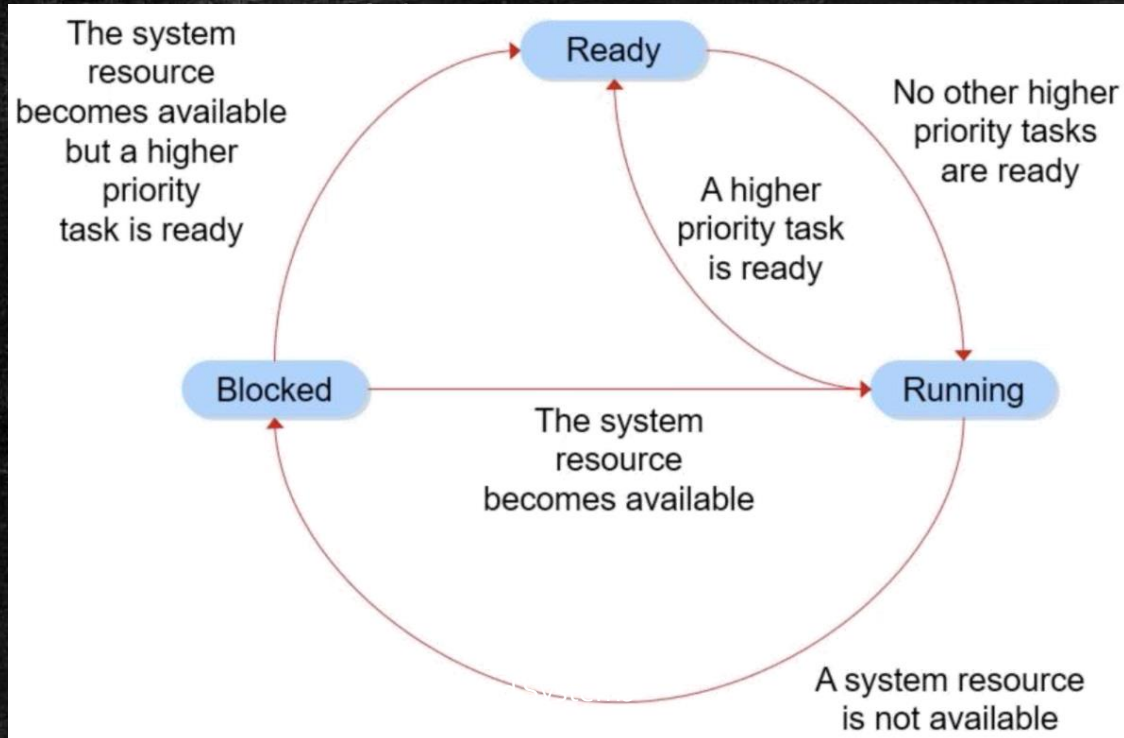 The system
resource
becomes available
but a higher
priority
task is ready
Ready
No other higher
priority tasks
are ready
A higher
priority task
is ready
Blocked
Running
The system
resource
becomes available
A system resource
is not available